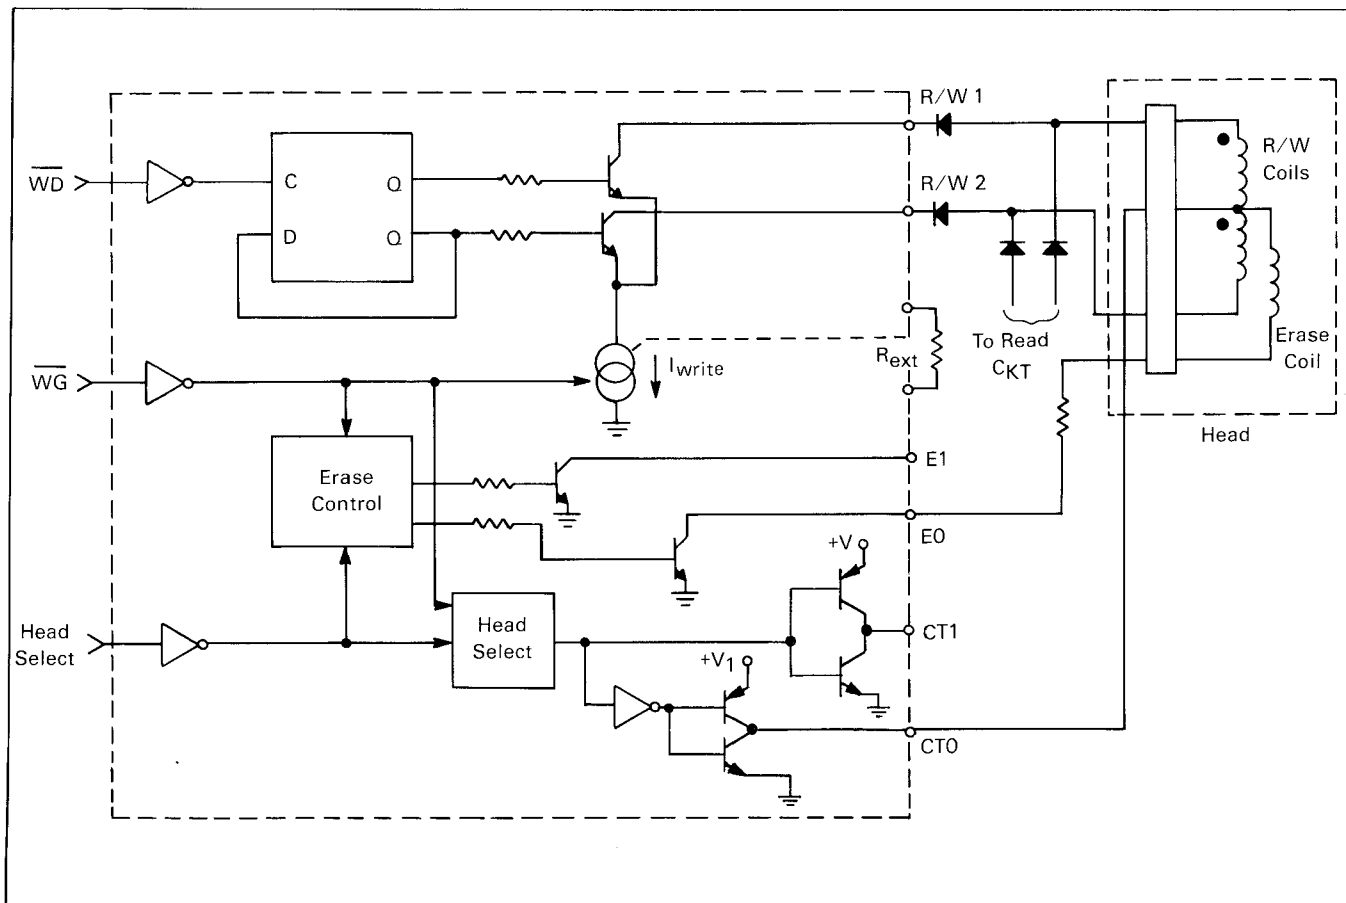 R/W 1
R/W
Coils
WD
C
Q
R/W 2
D
Q
To Read
CKT
Rext
Erase
Coil
WG
Iwrite
Head
Erase
Control
E1
E0
+V
Head
Select
Head
Select
CT1
+V1
CT0